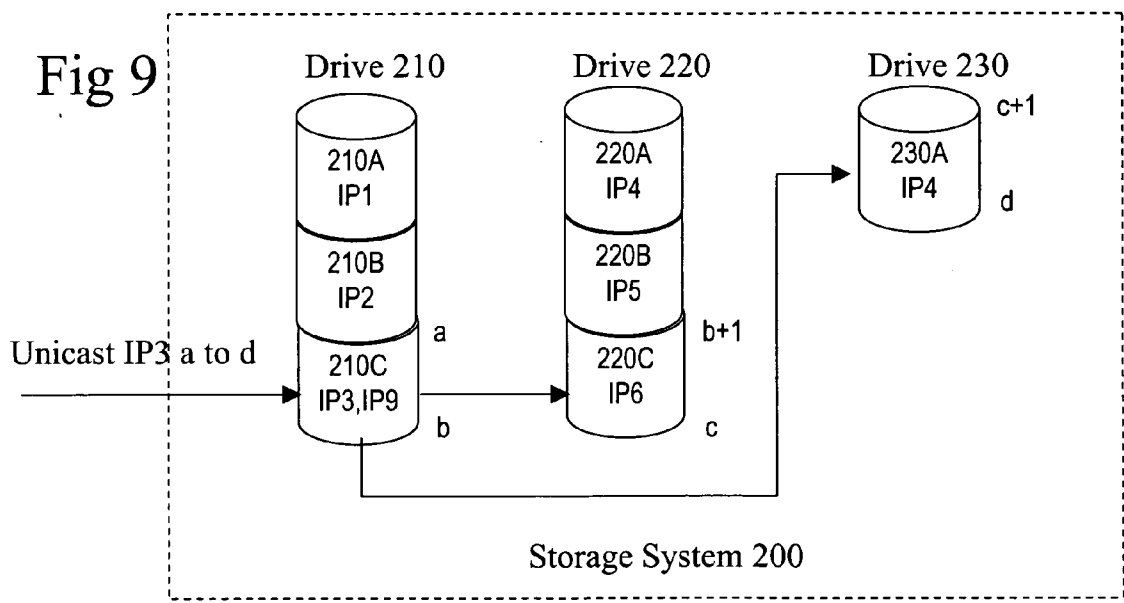 Fig 9
Drive 210
Drive 220
Drive 230
210A
IP1
210B
IP2
a
210C
IP3,IP9
b
220A
IP4
220B
IP5
b+1
220C
IP6
c
c+1
230A
IP4
d
Unicast IP3 a to d
Storage System 200